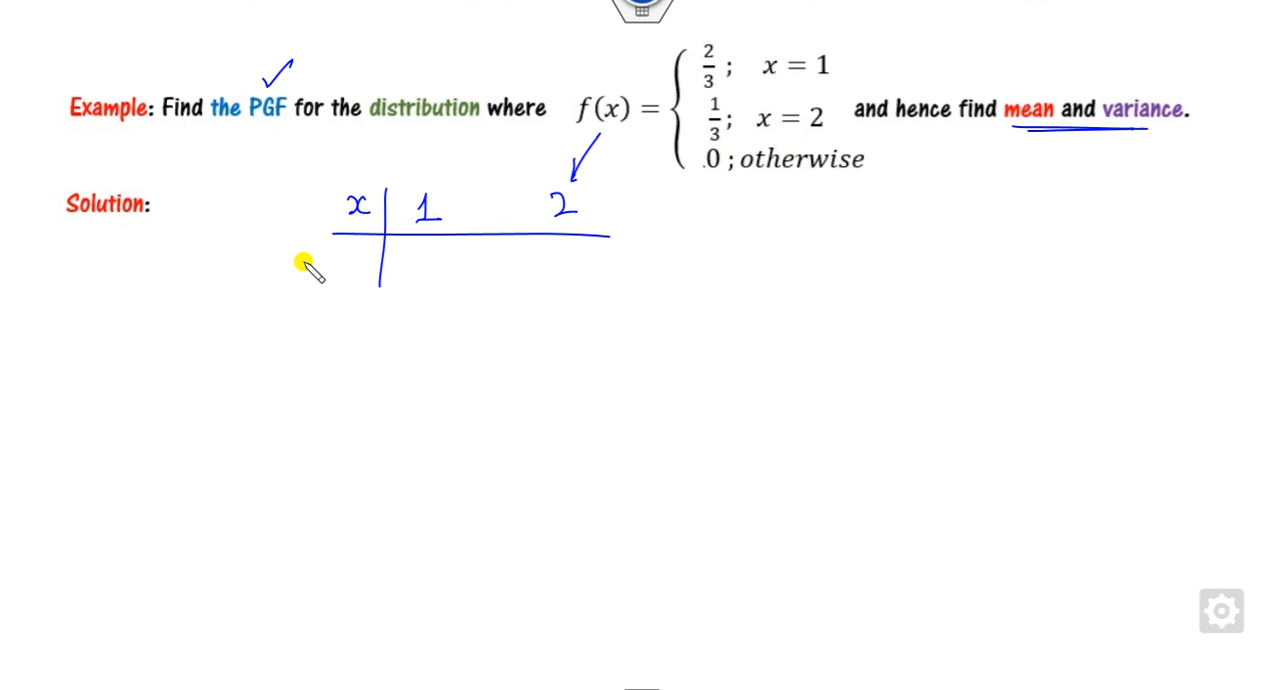 2/3 ; x = 1
Example: Find the PGF for the distribution where f(x) = { 1/3 ; x = 2 and hence find mean and variance.
.0 ; otherwise
Solution:
x 1 2